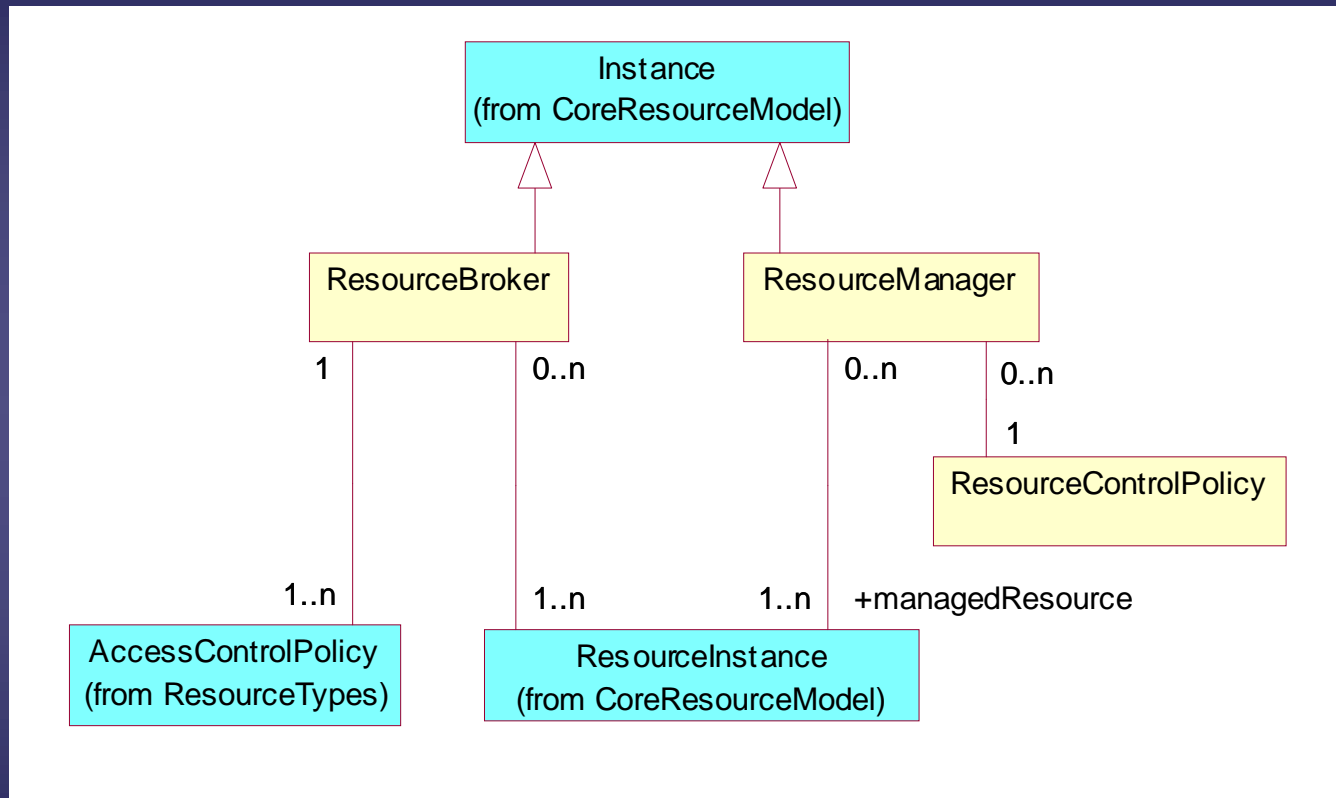 Instance
(from CoreResourceModel)
ResourceBroker
ResourceManager
1
0..n
0..n
0..n
1
ResourceControlPolicy
1..n
1..n
1..n
+managedResource
AccessControlPolicy
(from ResourceTypes)
ResourceInstance
(from CoreResourceModel)